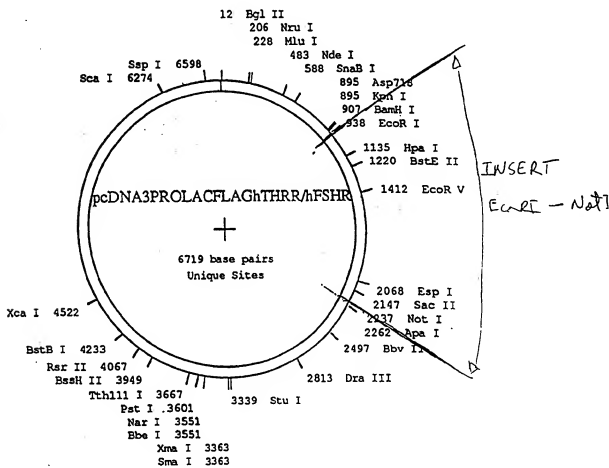 12 Bgl II
206 Nru I
228 Mlu I
483 Nde I
588 SnaB I
895 Asp718
895 Kpn I
907 BamH I
938 EcoR I
1135 Hpa I
1220 BstE II
1412 EcoR V
INSERT
EcoRI - NotI
2068 Esp I
2147 Sac II
2237 Not I
2262 Apa I
2497 Bbv II
2813 Dra III
3339 Stu I
Sma I 3363
Xma I 3363
Bbe I 3551
Nar I 3551
Pst I 3601
Tth111 I 3667
BssH II 3949
Rsr II 4067
BstB I 4233
Xca I 4522
Sca I 6274
Ssp I 6598
pcDNA3PROLACFLAGhTHRR/hFSHR
6719 base pairs
Unique Sites